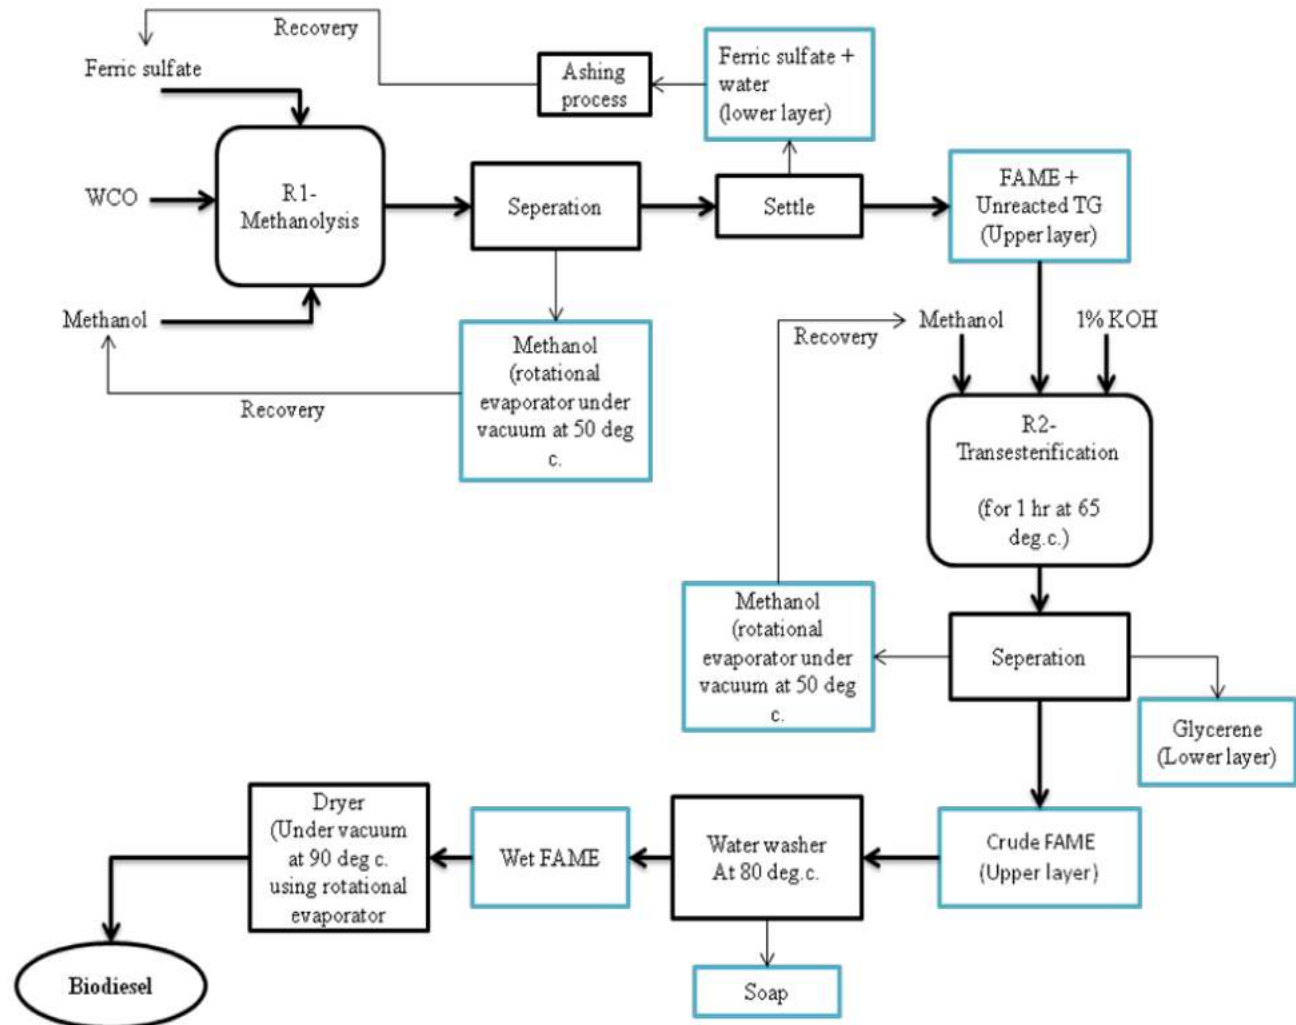 Recovery
Ferric sulfate
Ashing
process
Ferric sulfate +
water
(lower layer)
WCO
R1-
Methanolysis
Seperation
Settle
FAME +
Unreacted TG
(Upper layer)
Methanol
Recovery
Methanol
(rotational
evaporator under
vacuum at 50 deg
c.
Recovery
Methanol
1% KOH
R2-
Transesterification
(for 1 hr at 65
deg.c.)
Methanol
(rotational
evaporator under
vacuum at 50 deg
c.
Seperation
Glycerene
(Lower layer)
Crude FAME
(Upper layer)
Water washer
At 80 deg.c.
Soap
Wet FAME
Dryer
(Under vacuum
at 90 deg c.
using rotational
evaporator
Biodiesel